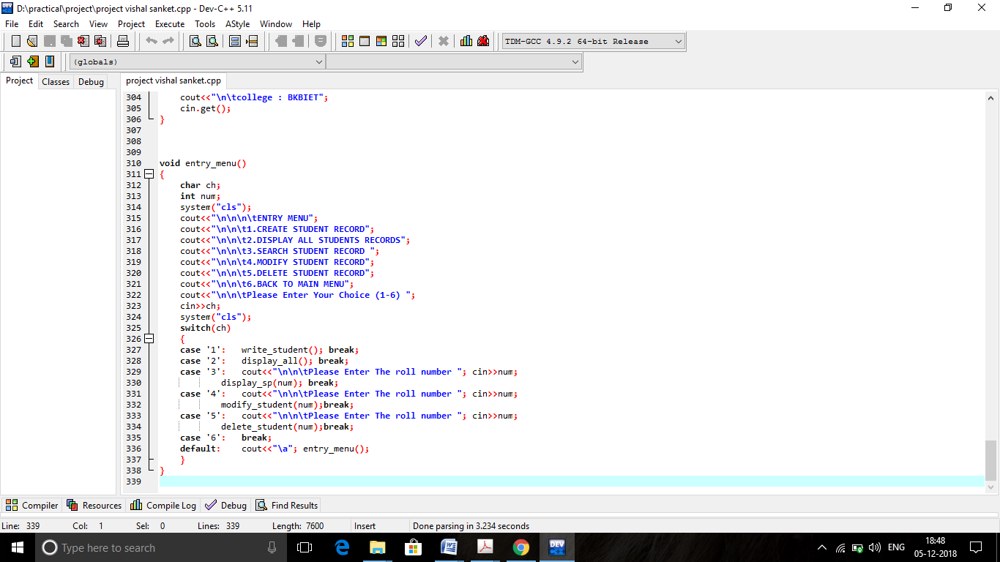 D:\practical\project\project vishal sanket.cpp - Dev-C++ 5.11
File Edit Search View Project Execute Tools AStyle Window Help
TDM-GCC 4.9.2 64-bit Release
(globals)
Project Classes Debug
project vishal sanket.cpp
304 cout<<"\n\tcollege : BKBIET";
305 cin.get();
306 }
307
308
309
310 void entry_menu()
311 {
312 char ch;
313 int num;
314 system("cls");
315 cout<<"\n\n\n\tENTRY MENU";
316 cout<<"\n\n\t1.CREATE STUDENT RECORD";
317 cout<<"\n\n\t2.DISPLAY ALL STUDENTS RECORDS";
318 cout<<"\n\n\t3.SEARCH STUDENT RECORD ";
319 cout<<"\n\n\t4.MODIFY STUDENT RECORD";
320 cout<<"\n\n\t5.DELETE STUDENT RECORD";
321 cout<<"\n\n\t6.BACK TO MAIN MENU";
322 cout<<"\n\n\tPlease Enter Your Choice (1-6) ";
323 cin>>ch;
324 system("cls");
325 switch(ch)
326 {
327 case '1': write_student(); break;
328 case '2': display_all(); break;
329 case '3': cout<<"\n\n\tPlease Enter The roll number "; cin>>num;
330 display_sp(num); break;
331 case '4': cout<<"\n\n\tPlease Enter The roll number "; cin>>num;
332 modify_student(num);break;
333 case '5': cout<<"\n\n\tPlease Enter The roll number "; cin>>num;
334 delete_student(num);break;
335 case '6': break;
336 default: cout<<"\a"; entry_menu();
337 }
338 }
339
Compiler Resources Compile Log Debug Find Results
Line: 339 Col: 1 Sel: 0 Lines: 339 Length: 7600 Insert Done parsing in 3.234 seconds
Type here to search
ENG
18:48
05-12-2018